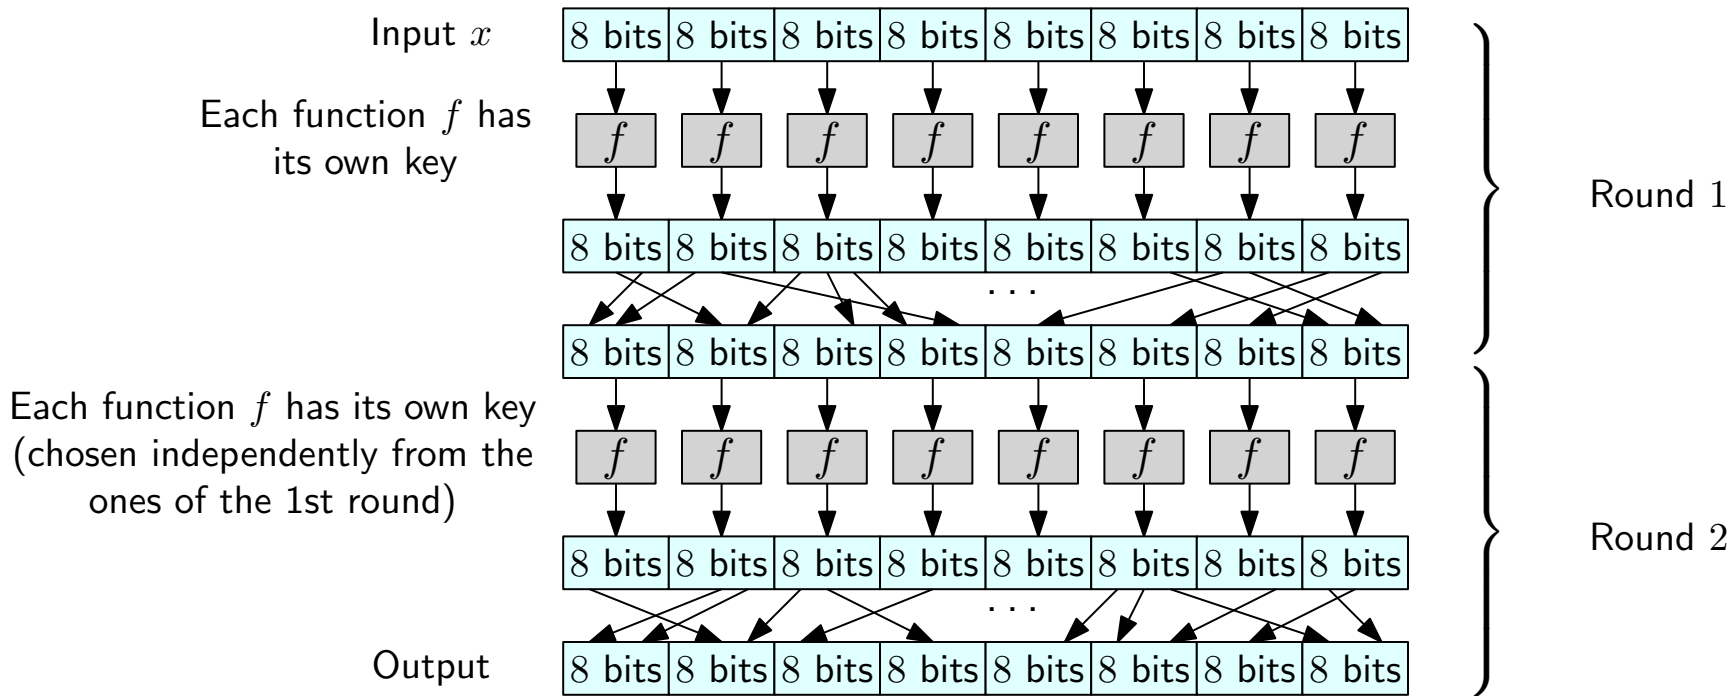 Input x
8 bits 8 bits 8 bits 8 bits 8 bits 8 bits 8 bits 8 bits
Each function f has
its own key
f f f f f f f f
Round 1
8 bits 8 bits 8 bits 8 bits 8 bits 8 bits 8 bits 8 bits
. . .
8 bits 8 bits 8 bits 8 bits 8 bits 8 bits 8 bits 8 bits
Each function f has its own key
(chosen independently from the
ones of the 1st round)
f f f f f f f f
Round 2
8 bits 8 bits 8 bits 8 bits 8 bits 8 bits 8 bits 8 bits
. . .
Output
8 bits 8 bits 8 bits 8 bits 8 bits 8 bits 8 bits 8 bits